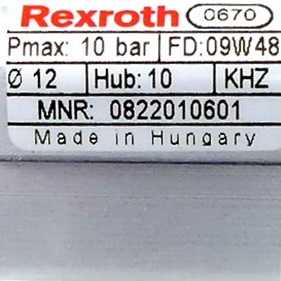 Rexroth 0670
Pmax: 10 bar FD:09W48
Ø 12 Hub:10 KHZ
MNR: 0822010601
Made in Hungary